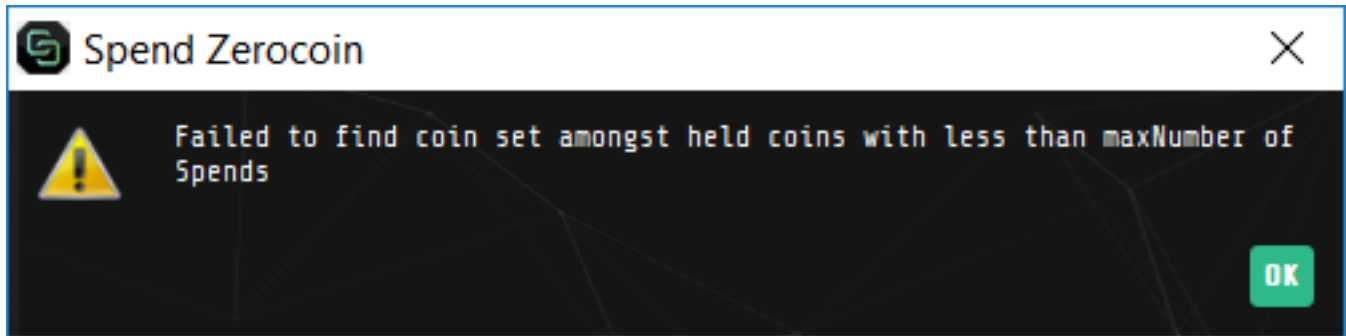 Spend Zerocoin
Failed to find coin set amongst held coins with less than maxNumber of
Spends
OK